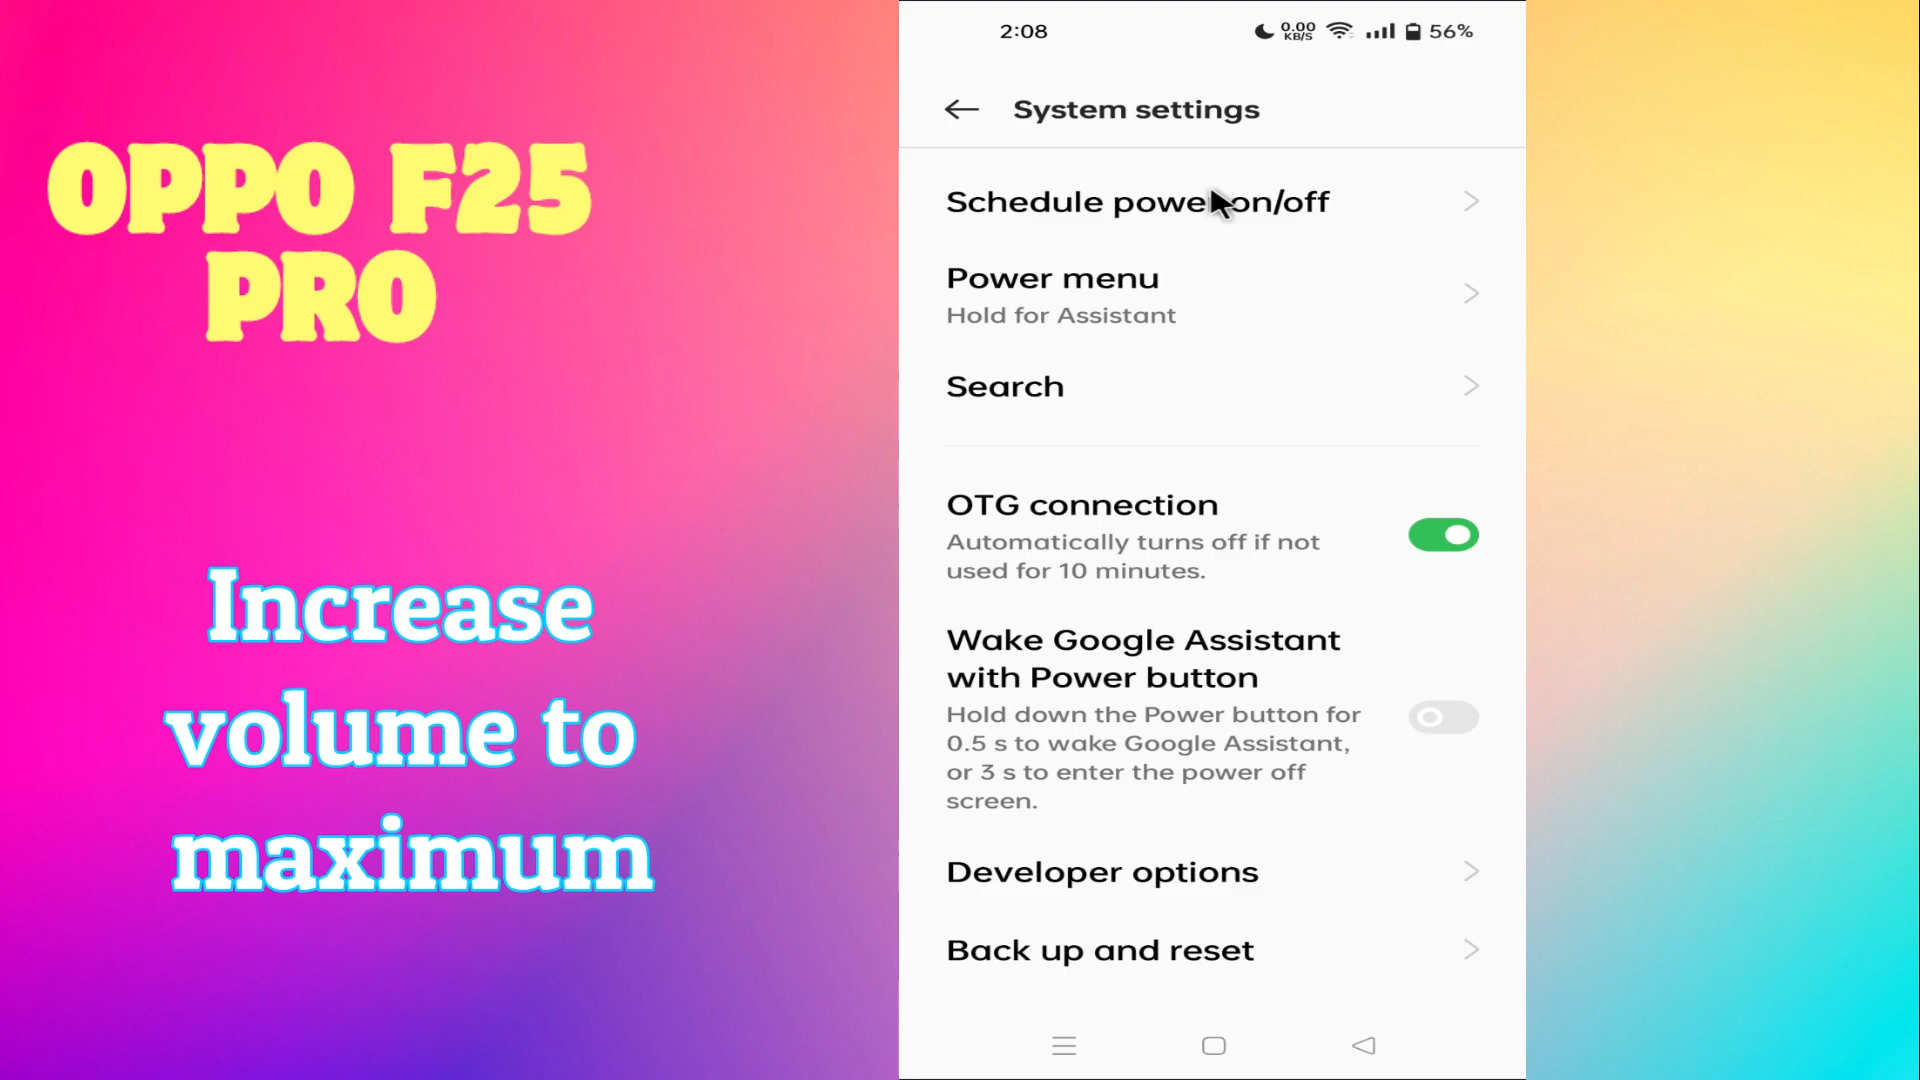 OPPO F25
PRO
Increase
volume to
maximum
2:08
0.00
KB/S
56%
System settings
Schedule power on/off
Power menu
Hold for Assistant
Search
OTG connection
Automatically turns off if not
used for 10 minutes.
Wake Google Assistant
with Power button
Hold down the Power button for
0.5 s to wake Google Assistant,
or 3 s to enter the power off
screen.
Developer options
Back up and reset